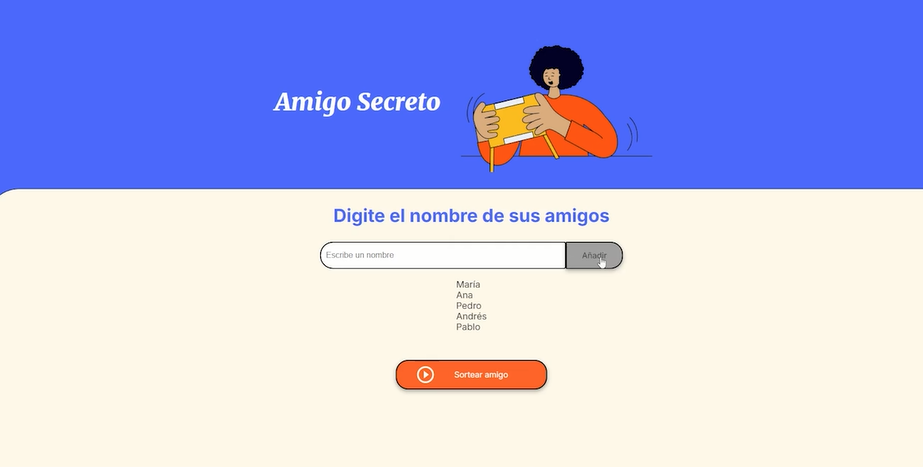 Amigo Secreto
Digite el nombre de sus amigos
Escribe un nombre
Añadir
María
Ana
Pedro
Andrés
Pablo
Sortear amigo